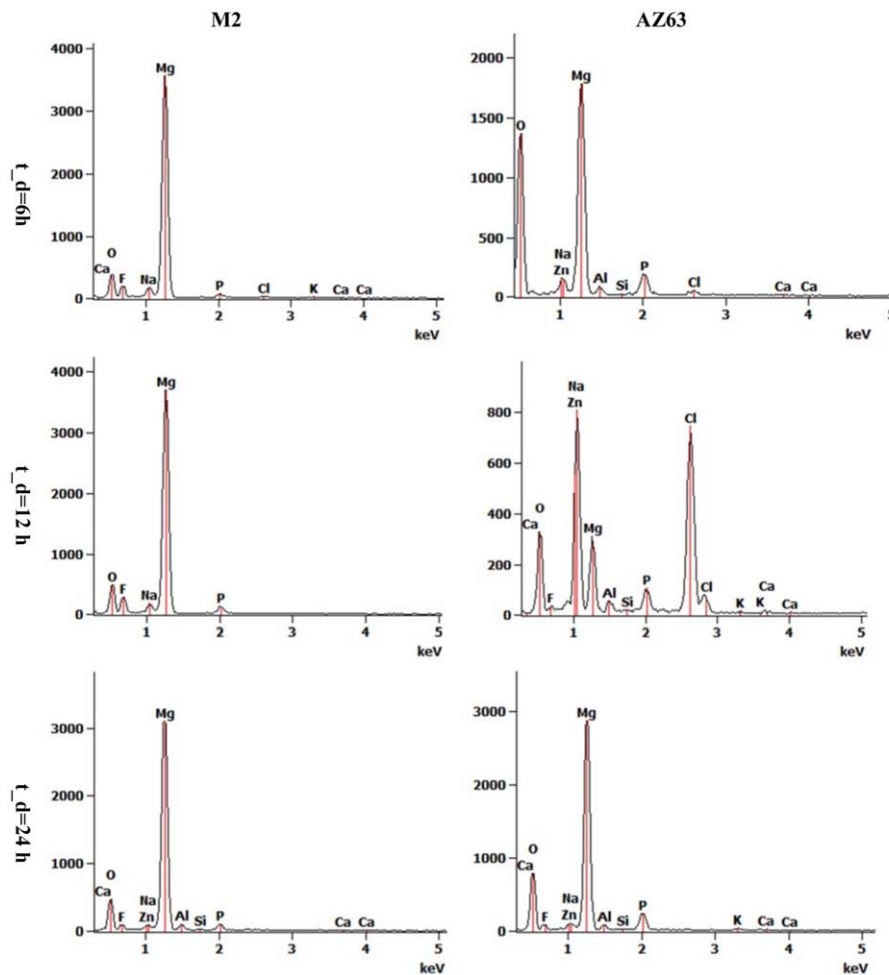 M2
AZ63
t_d=6h
4000
3000
2000
1000
0
Mg
O
Ca
F
Na
P
Cl
K
Ca
Ca
1
2
3
4
5
keV
2000
1500
1000
500
0
O
Mg
Na
Zn
Al
Si
P
Cl
Ca
Ca
1
2
3
4
5
keV
t_d=12 h
4000
3000
2000
1000
0
Mg
O
F
Na
P
1
2
3
4
5
keV
800
600
400
200
0
Na
Zn
Cl
O
Ca
Mg
F
Al
Si
P
Cl
K
Ca
K
Ca
1
2
3
4
5
keV
t_d=24 h
3000
2000
1000
0
Mg
O
Ca
F
Na
Zn
Al
Si
P
Ca
Ca
1
2
3
4
5
keV
3000
2000
1000
0
Mg
O
Ca
F
Na
Zn
Al
Si
P
K
Ca
Ca
1
2
3
4
5
keV